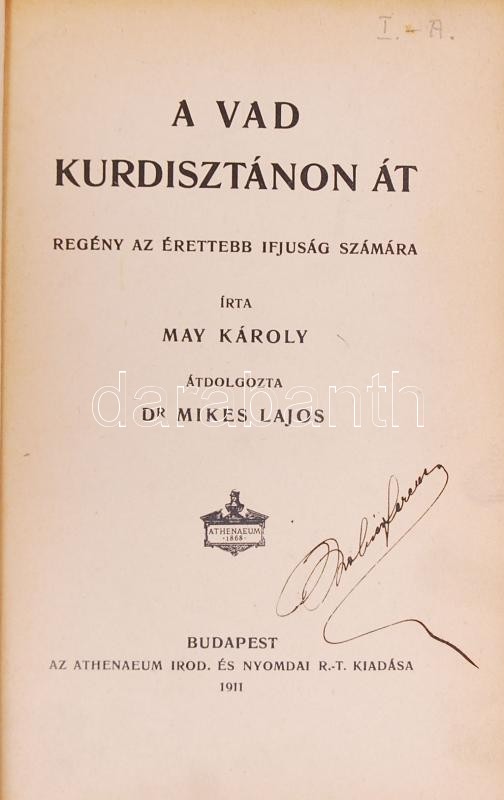 I. - A.
A VAD
KURDISZTÁNON ÁT
REGÉNY AZ ÉRETTEBB IFJUSÁG SZÁMÁRA
ÍRTA
MAY KÁROLY
ÁTDOLGOZTA
DR MIKES LAJOS
darabanth
ATHENAEUM
·1868·
BUDAPEST
AZ ATHENAEUM IROD. ÉS NYOMDAI R.-T. KIADÁSA
1911